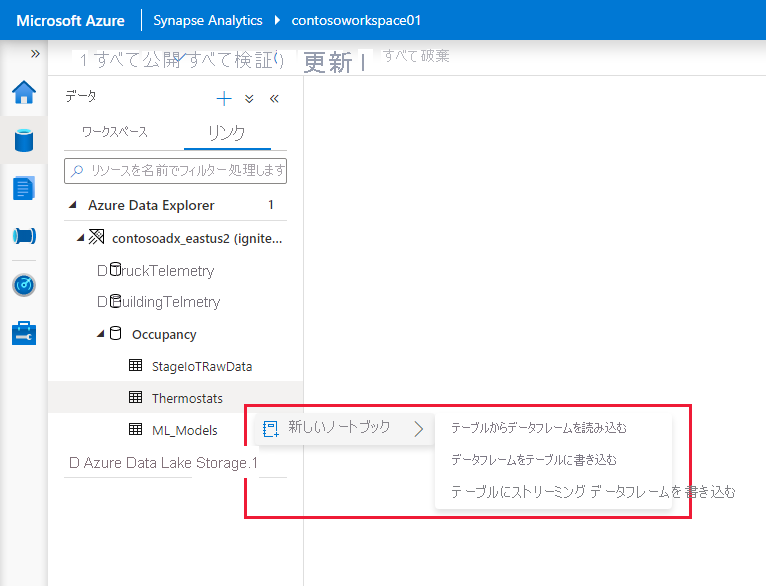 Microsoft Azure Synapse Analytics contosoworkspace01
1 すべて公開 すべて検証() 更新 すべて破棄
データ
ワークスペース リンク
リソースを名前でフィルター処理します
Azure Data Explorer 1
contosoadx_eastus2 (ignite...
D TruckTelemetry
D BuildingTelmetry
Occupancy
StageIoTRawData
Thermostats
ML_Models
新しいノートブック
テーブルからデータフレームを読み込む
データフレームをテーブルに書き込む
テーブルにストリーミング データフレームを書き込む
D Azure Data Lake Storage.1